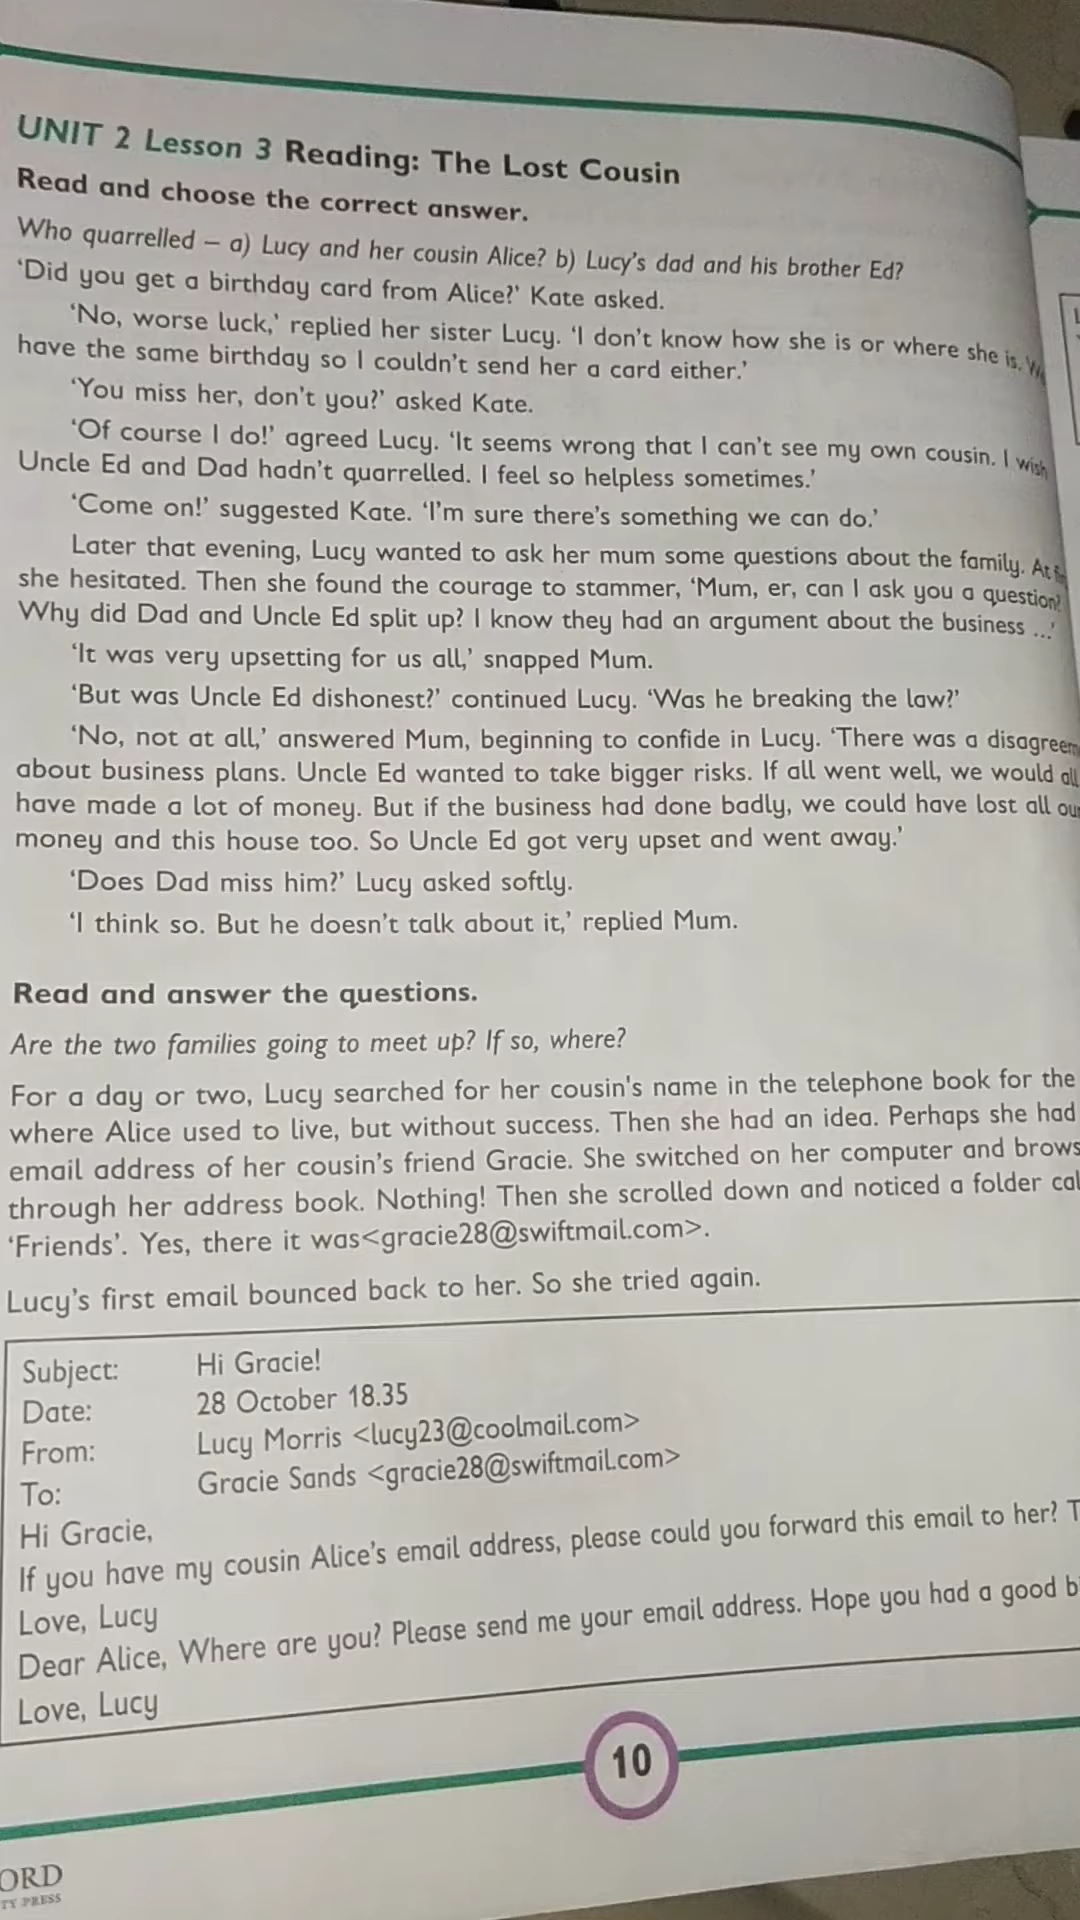 UNIT 2 Lesson 3 Reading: The Lost Cousin
Read and choose the correct answer.
Who quarrelled – a) Lucy and her cousin Alice? b) Lucy's dad and his brother Ed?
'Did you get a birthday card from Alice?' Kate asked.
'No, worse luck,' replied her sister Lucy. 'I don't know how she is or where she is. We
have the same birthday so I couldn't send her a card either.'
'You miss her, don't you?' asked Kate.
'Of course I do!' agreed Lucy. 'It seems wrong that I can't see my own cousin. I wish
Uncle Ed and Dad hadn't quarrelled. I feel so helpless sometimes.'
'Come on!' suggested Kate. 'I'm sure there's something we can do.'
Later that evening, Lucy wanted to ask her mum some questions about the family. At
she hesitated. Then she found the courage to stammer, 'Mum, er, can I ask you a question?
Why did Dad and Uncle Ed split up? I know they had an argument about the business ...'
'It was very upsetting for us all,' snapped Mum.
'But was Uncle Ed dishonest?' continued Lucy. 'Was he breaking the law?'
'No, not at all,' answered Mum, beginning to confide in Lucy. 'There was a disagreem
about business plans. Uncle Ed wanted to take bigger risks. If all went well, we would all
have made a lot of money. But if the business had done badly, we could have lost all our
money and this house too. So Uncle Ed got very upset and went away.'
'Does Dad miss him?' Lucy asked softly.
'I think so. But he doesn't talk about it,' replied Mum.
Read and answer the questions.
Are the two families going to meet up? If so, where?
For a day or two, Lucy searched for her cousin's name in the telephone book for the
where Alice used to live, but without success. Then she had an idea. Perhaps she had
email address of her cousin's friend Gracie. She switched on her computer and brows
through her address book. Nothing! Then she scrolled down and noticed a folder cal
'Friends'. Yes, there it was<gracie28@swiftmail.com>.
Lucy's first email bounced back to her. So she tried again.
Subject: Hi Gracie!
Date: 28 October 18.35
From: Lucy Morris <lucy23@coolmail.com>
To: Gracie Sands <gracie28@swiftmail.com>
Hi Gracie,
If you have my cousin Alice's email address, please could you forward this email to her? T
Love, Lucy
Dear Alice, Where are you? Please send me your email address. Hope you had a good b
Love, Lucy
10
ORD
TY PRESS